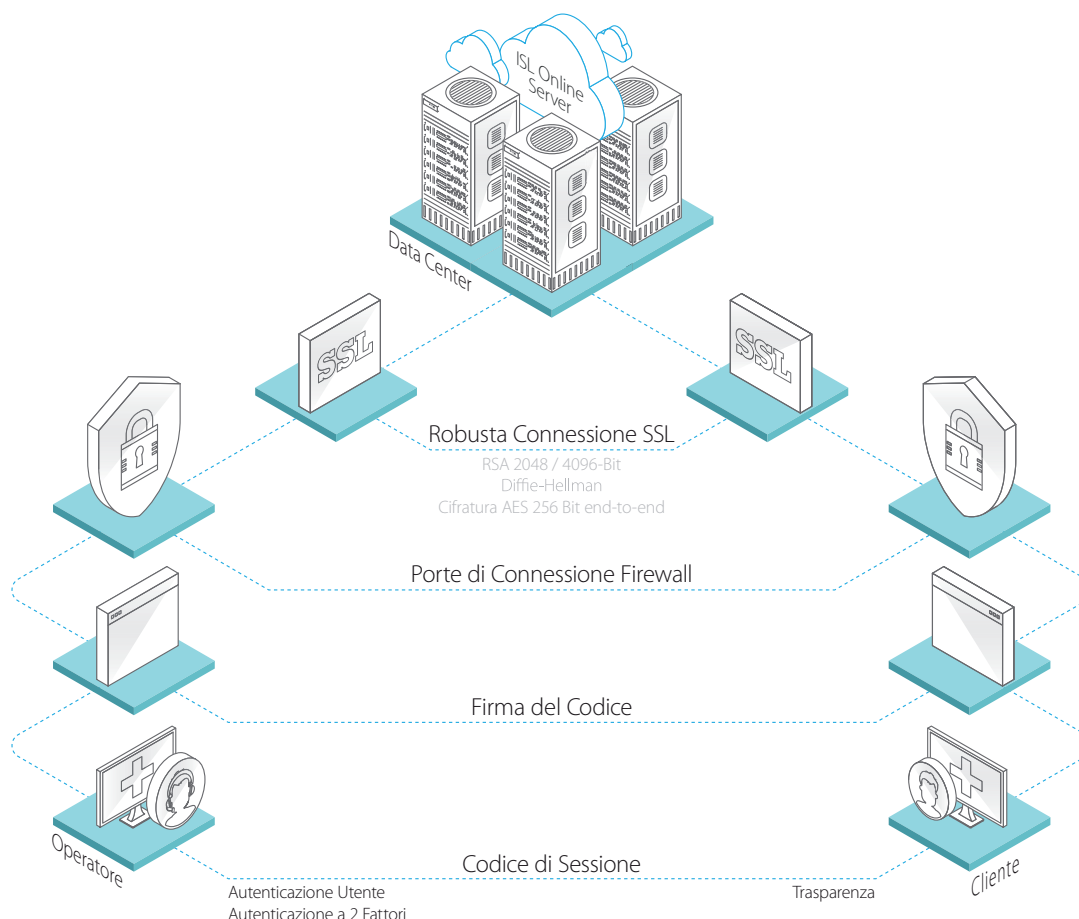 ISL Online
Server
Data Center
SSL
SSL
Robusta Connessione SSL
RSA 2048 / 4096-Bit
Diffie-Hellman
Cifratura AES 256 Bit end-to-end
Porte di Connessione Firewall
Firma del Codice
Operatore
Codice di Sessione
Cliente
Autenticazione Utente
Trasparenza
Autenticazione a 2 Fattori